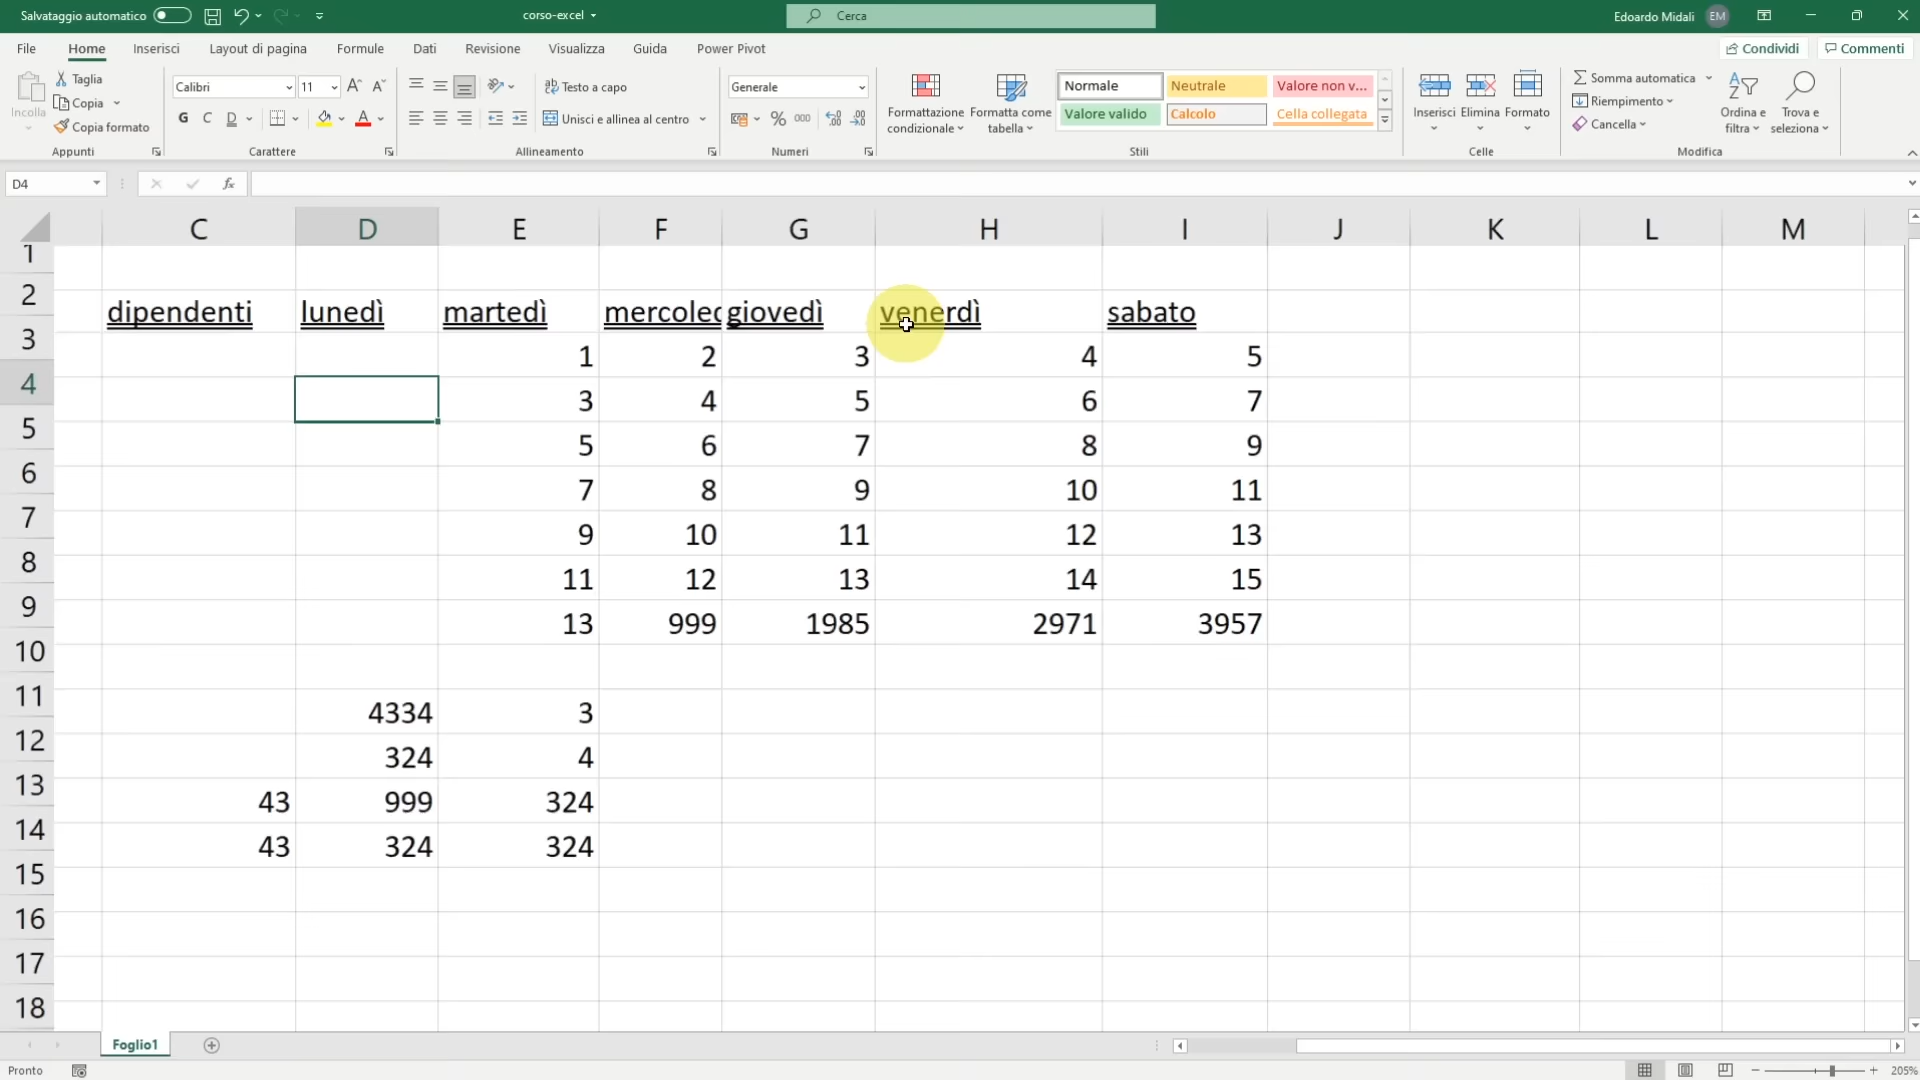 Salvataggio automatico
corso-excel
Cerca
Edoardo Midali EM
File Home Inserisci Layout di pagina Formule Dati Revisione Visualizza Guida Power Pivot
Condividi Commenti
Incolla
Taglia
Copia
Copia formato
Appunti
Calibri 11
G C D A
Carattere
Testo a capo
Unisci e allinea al centro
Allineamento
Generale
% 000
Numeri
Formattazione condizionale
Formatta come tabella
Normale Neutrale Valore non v...
Valore valido Calcolo Cella collegata
Stili
Inserisci Elimina Formato
Celle
Somma automatica
Riempimento
Cancella
Ordina e filtra
Trova e seleziona
Modifica
D4 fx
C D E F G H I J K L M
1
2 dipendenti lunedì martedì mercoled giovedì venerdì sabato
3 1 2 3 4 5
4 3 4 5 6 7
5 5 6 7 8 9
6 7 8 9 10 11
7 9 10 11 12 13
8 11 12 13 14 15
9 13 999 1985 2971 3957
10
11 4334 3
12 324 4
13 43 999 324
14 43 324 324
15
16
17
18
Foglio1
Pronto
205%